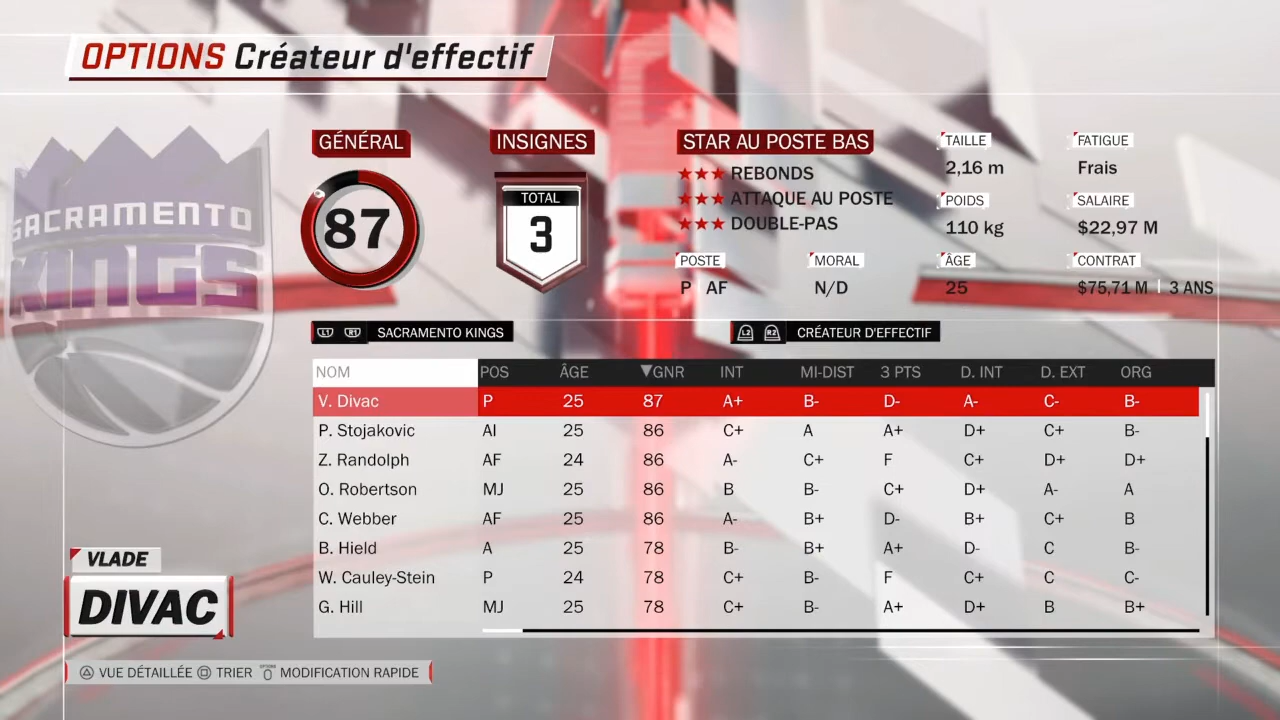 OPTIONS Créateur d'effectif
SACRAMENTO
KINGS
GÉNÉRAL
87
INSIGNES
TOTAL
3
STAR AU POSTE BAS
★★★ REBONDS
★★★ ATTAQUE AU POSTE
★★★ DOUBLE-PAS
POSTE
P AF
MORAL
N/D
TAILLE
2,16 m
POIDS
110 kg
ÂGE
25
FATIGUE
Frais
SALAIRE
$22,97 M
CONTRAT
$75,71 M | 3 ANS
L1 R1 SACRAMENTO KINGS
L2 R2 CRÉATEUR D'EFFECTIF
NOM POS ÂGE ▼GNR INT MI-DIST 3 PTS D. INT D. EXT ORG
V. Divac P 25 87 A+ B- D- A- C- B-
P. Stojakovic AI 25 86 C+ A A+ D+ C+ B-
Z. Randolph AF 24 86 A- C+ F C+ D+ D+
O. Robertson MJ 25 86 B B- C+ D+ A- A
C. Webber AF 25 86 A- B+ D- B+ C+ B
B. Hield A 25 78 B- B+ A+ D- C B-
W. Cauley-Stein P 24 78 C+ B- F C+ C C-
G. Hill MJ 25 78 C+ B- A+ D+ B B+
VLADE
DIVAC
VUE DÉTAILLÉE TRIER OPTIONS MODIFICATION RAPIDE